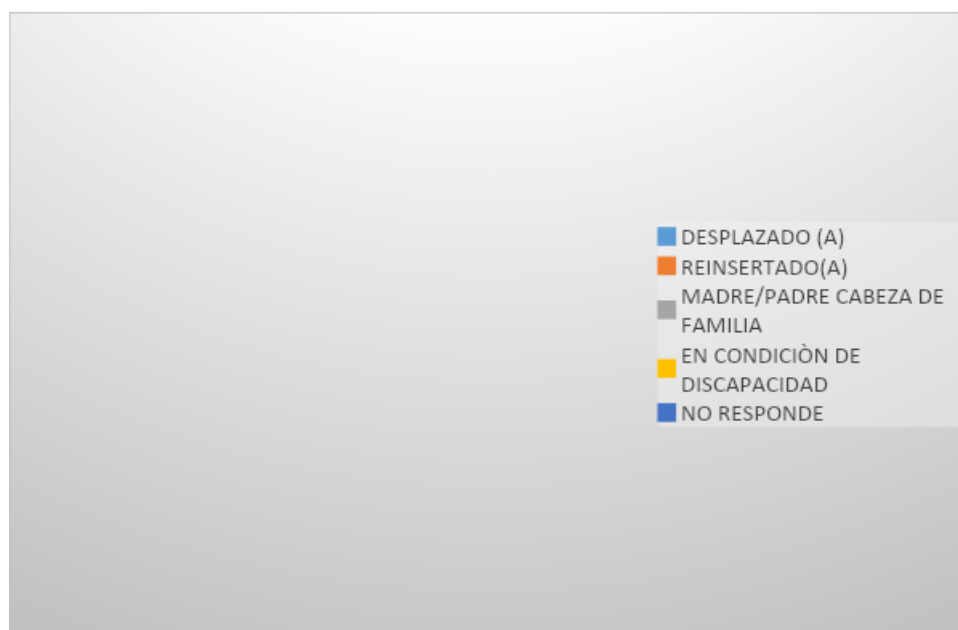 DESPLAZADO (A)
REINSERTADO(A)
MADRE/PADRE CABEZA DE
FAMILIA
EN CONDICIÒN DE
DISCAPACIDAD
NO RESPONDE